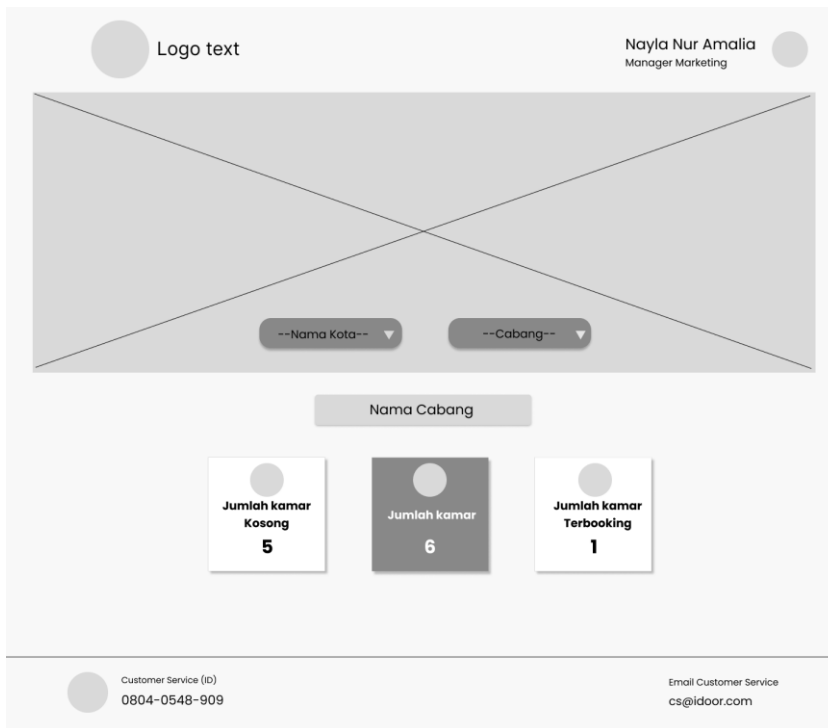 Logo text
Nayla Nur Amalia
Manager Marketing
--Nama Kota--
--Cabang--
Nama Cabang
Jumlah kamar
Kosong
5
Jumlah kamar
6
Jumlah kamar
Terbooking
1
Customer Service (ID)
0804-0548-909
Email Customer Service
cs@idoor.com